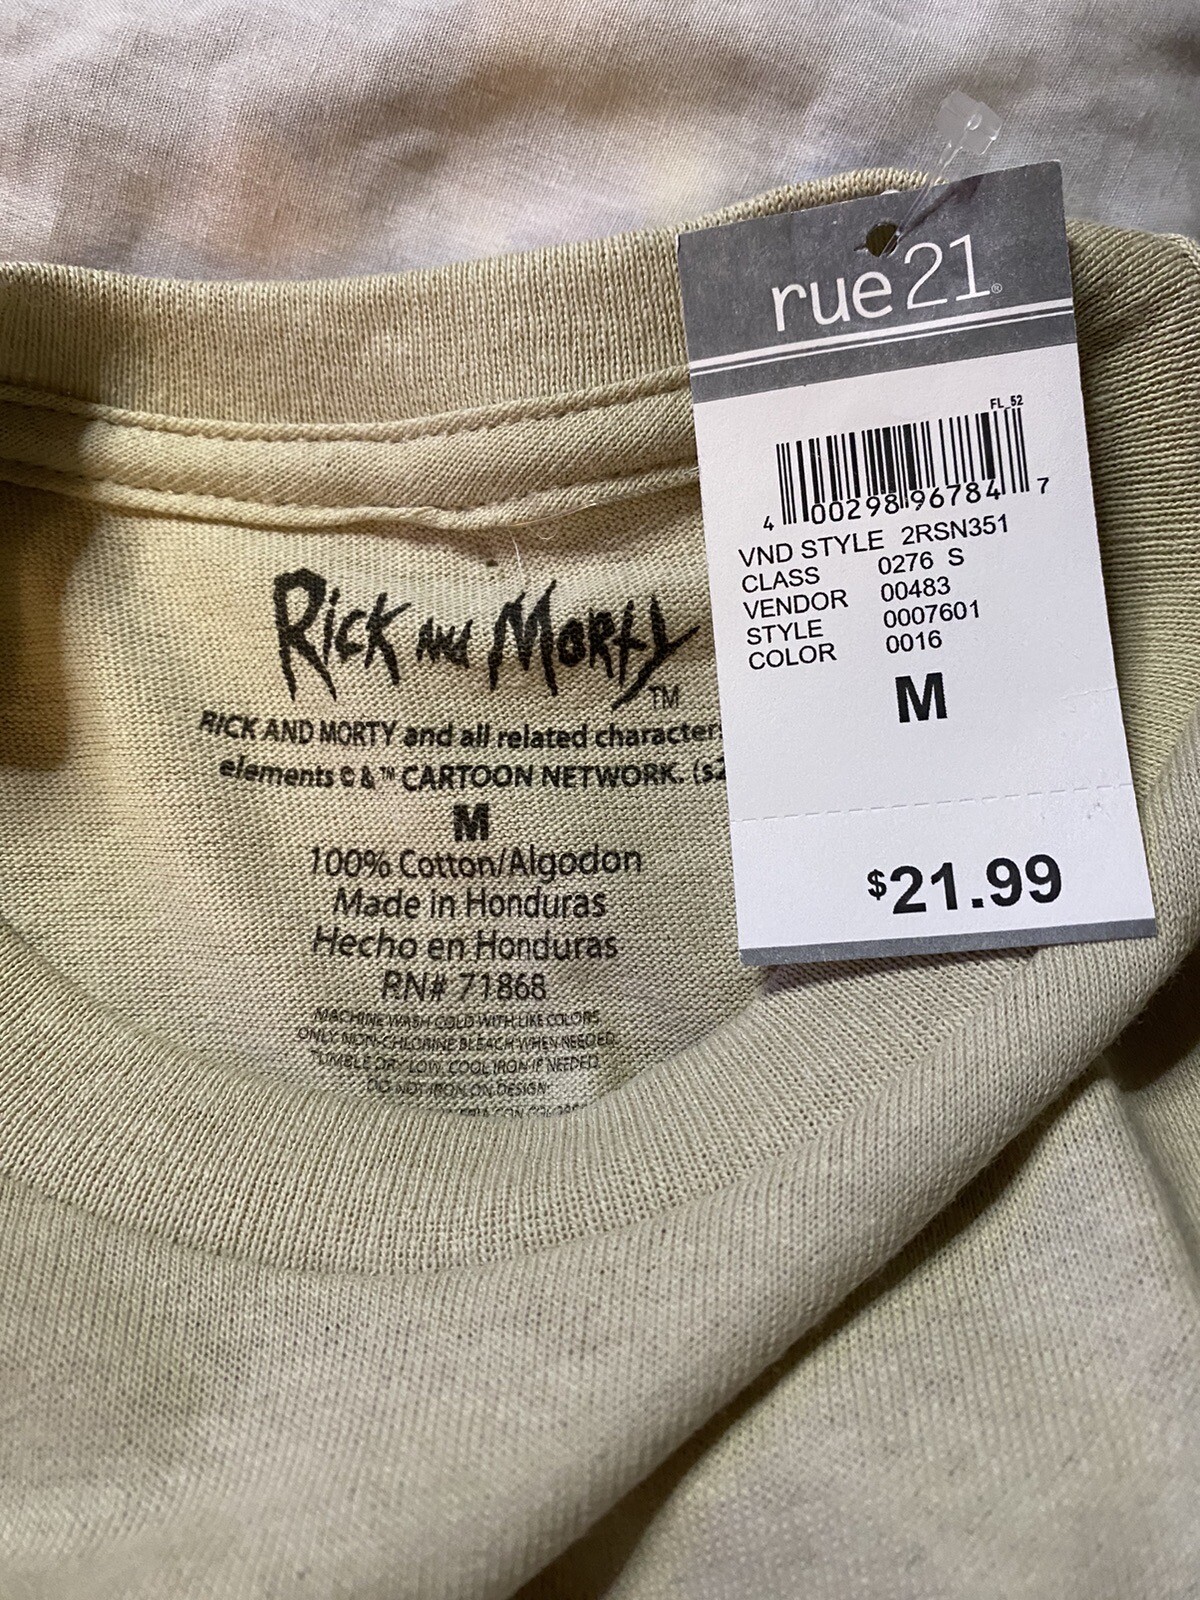 rue21®
FL 52
4 00298 96784 7
VND STYLE 2RSN351
CLASS 0276 S
VENDOR 00483
STYLE 0007601
COLOR 0016
M
$21.99
Rick and Morty™
RICK AND MORTY and all related character
elements © & ™ CARTOON NETWORK. (s2
M
100% Cotton/Algodon
Made in Honduras
Hecho en Honduras
RN# 71868
MACHINE WASH COLD WITH LIKE COLORS.
ONLY NON-CHLORINE BLEACH WHEN NEEDED.
TUMBLE DRY LOW. COOL IRON IF NEEDED.
DO NOT IRON ON DESIGN.
CON